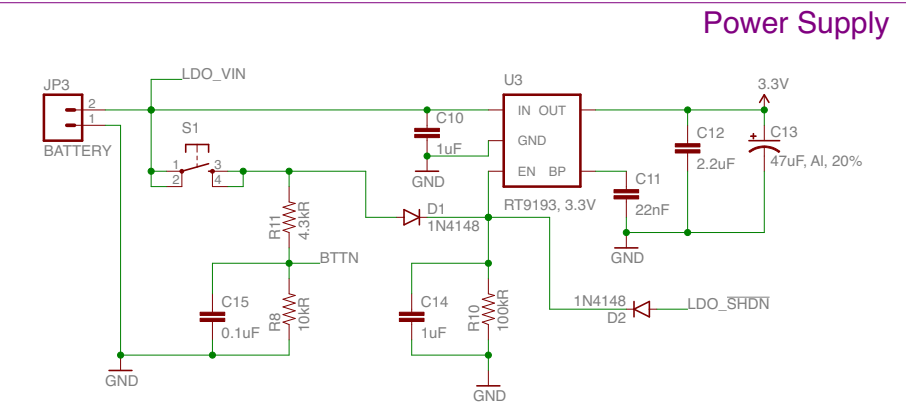 Power Supply
JP3
2
1
BATTERY
LDO_VIN
S1
1
2
3
4
R11
4.3kR
BTTN
C15
0.1uF
R8
10kR
GND
C10
1uF
GND
U3
IN OUT
GND
EN BP
RT9193, 3.3V
D1
1N4148
C14
1uF
R10
100kR
GND
C11
22nF
GND
C12
2.2uF
3.3V
+
C13
47uF, Al, 20%
1N4148
D2
LDO_SHDN